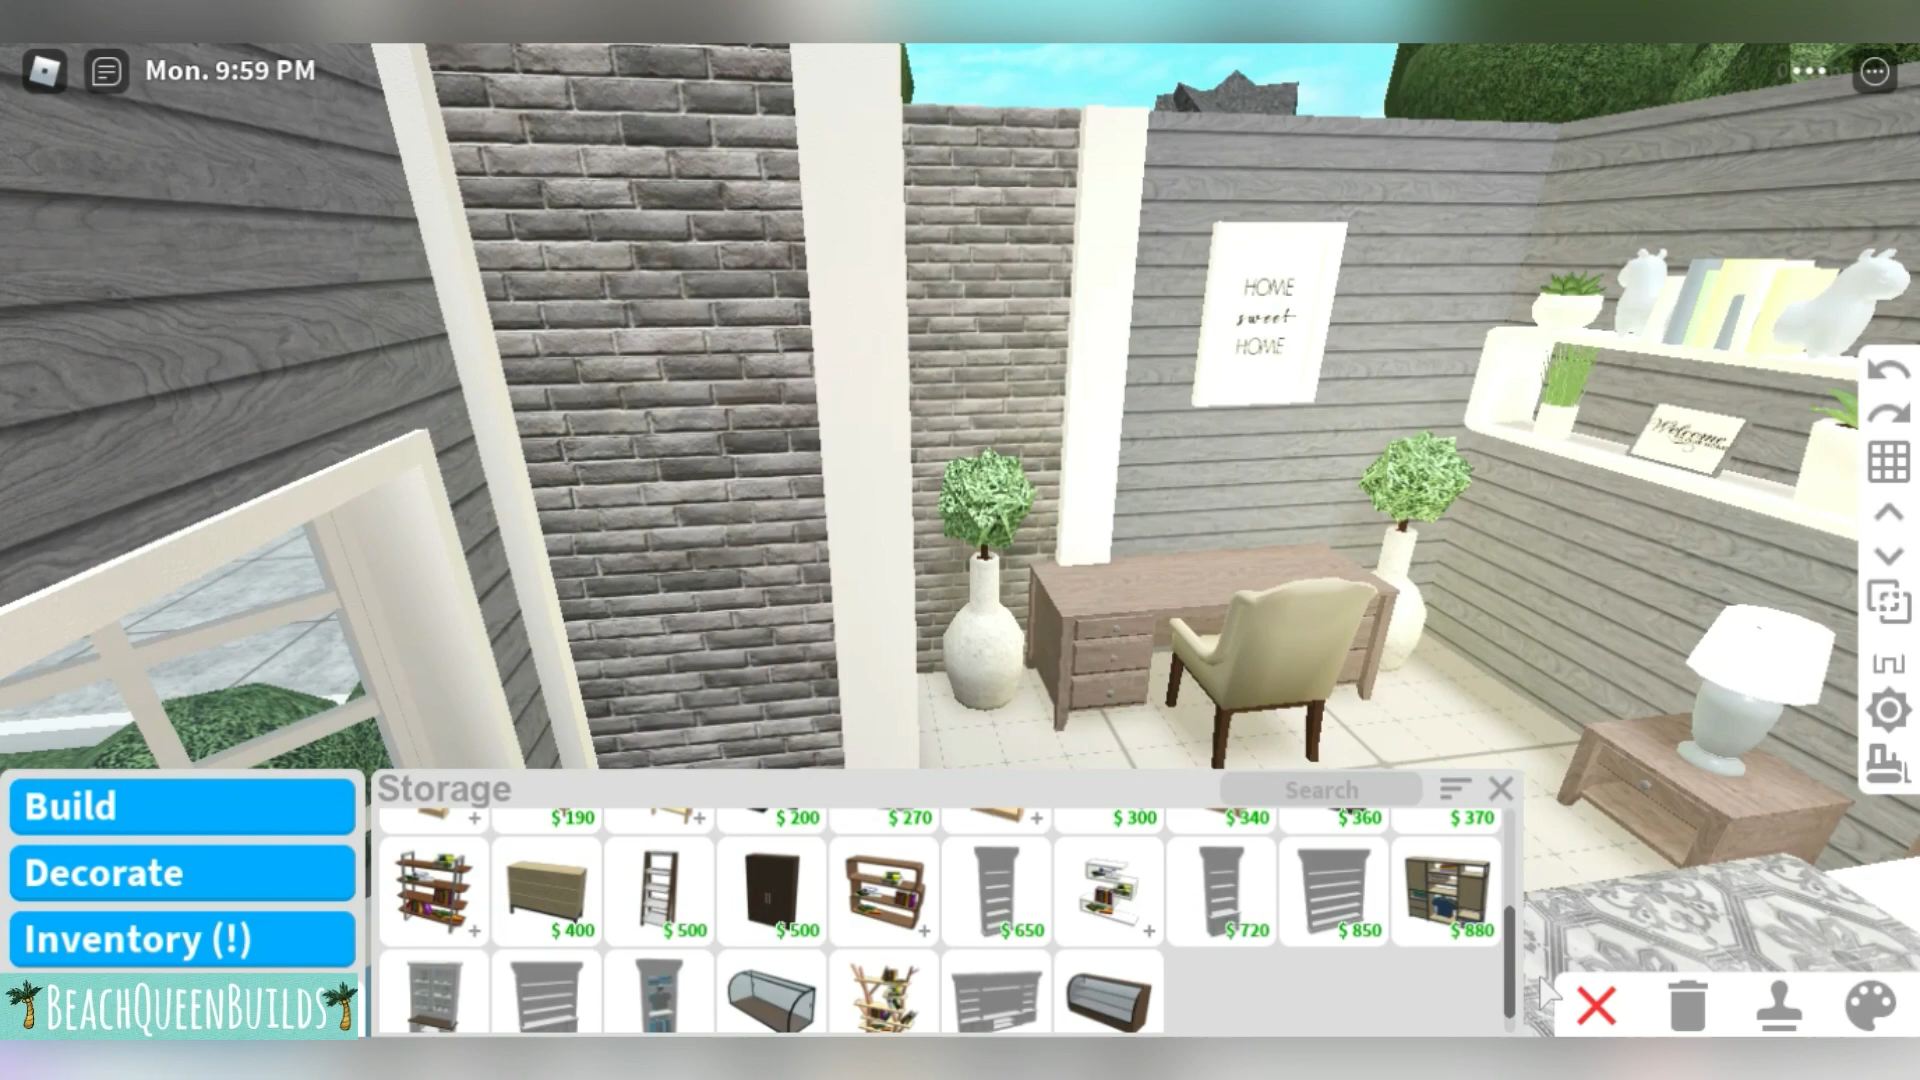 Mon. 9:59 PM
HOME
sweet
HOME
Welcome
Build
Decorate
Inventory (!)
BEACHQUEENBUILDS
Storage
Search
$190
$200
$270
$300
$340
$360
$370
$400
$500
$500
$650
$720
$850
$880